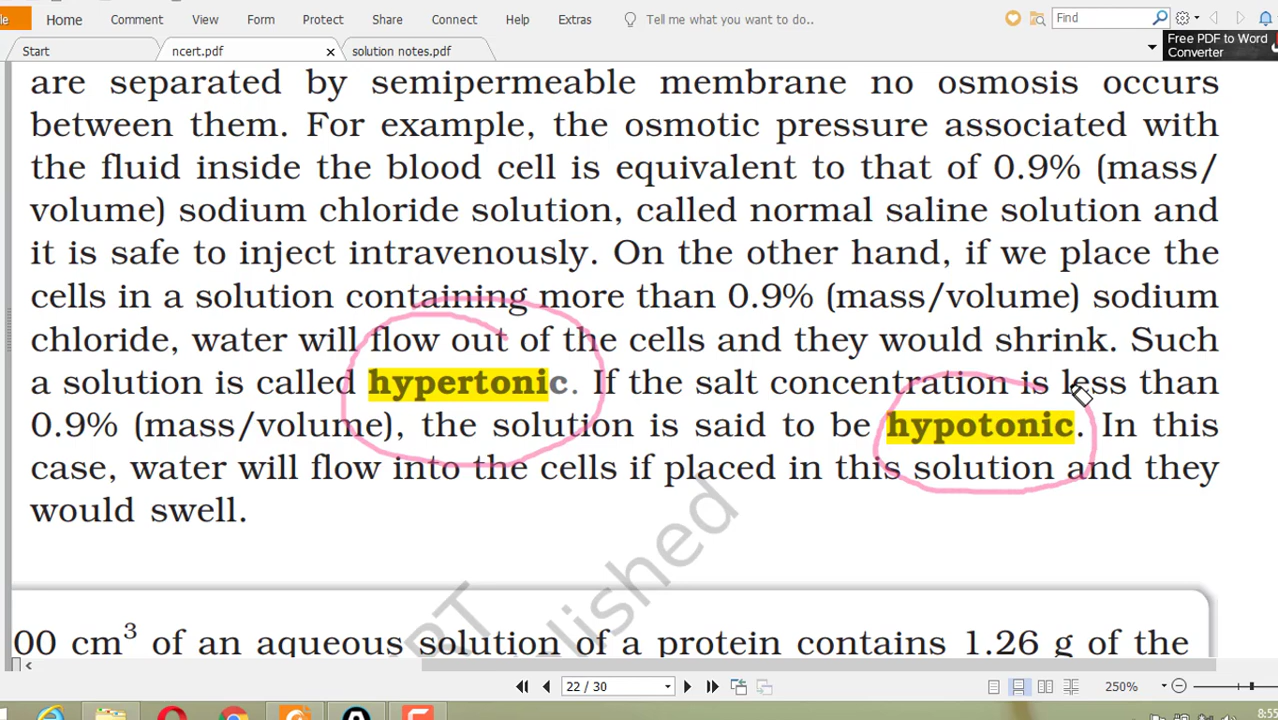 Home Comment View Form Protect Share Connect Help Extras Tell me what you want to do.. Find
Start ncert.pdf solution notes.pdf
Free PDF to Word
Converter
are separated by semipermeable membrane no osmosis occurs
between them. For example, the osmotic pressure associated with
the fluid inside the blood cell is equivalent to that of 0.9% (mass/
volume) sodium chloride solution, called normal saline solution and
it is safe to inject intravenously. On the other hand, if we place the
cells in a solution containing more than 0.9% (mass/volume) sodium
chloride, water will flow out of the cells and they would shrink. Such
a solution is called hypertonic. If the salt concentration is less than
0.9% (mass/volume), the solution is said to be hypotonic. In this
case, water will flow into the cells if placed in this solution and they
would swell.
00 cm³ of an aqueous solution of a protein contains 1.26 g of the
22 / 30 250%